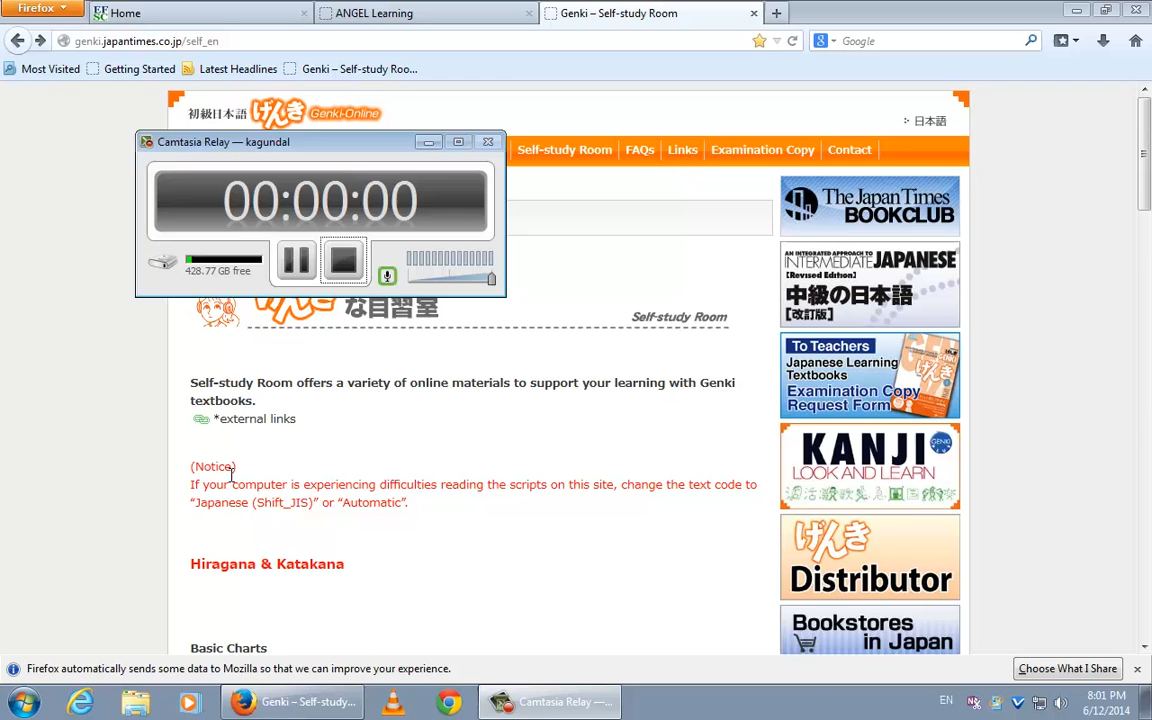 Firefox
Home
ANGEL Learning
Genki – Self-study Room
genki.japantimes.co.jp/self_en
Google
Most Visited
Getting Started
Latest Headlines
Genki – Self-study Roo...
初級日本語 げんき Genki-Online
日本語
Camtasia Relay — kagundal
Self-study Room
FAQs
Links
Examination Copy
Contact
00:00:00
428.77 GB free
な自習室
Self-study Room
The Japan Times
BOOKCLUB
AN INTEGRATED APPROACH TO
INTERMEDIATE JAPANESE
[Revised Edition]
中級の日本語
【改訂版】
To Teachers
Japanese Learning
Textbooks
Examination Copy
Request Form
KANJI
LOOK AND LEARN
GENKI
げんき
Distributor
Bookstores
in Japan
Self-study Room offers a variety of online materials to support your learning with Genki
textbooks.
*external links
(Notice)
If your computer is experiencing difficulties reading the scripts on this site, change the text code to
“Japanese (Shift_JIS)” or “Automatic”.
Hiragana & Katakana
Basic Charts
Firefox automatically sends some data to Mozilla so that we can improve your experience.
Choose What I Share
Genki – Self-study...
Camtasia Relay —...
EN
8:01 PM
6/12/2014